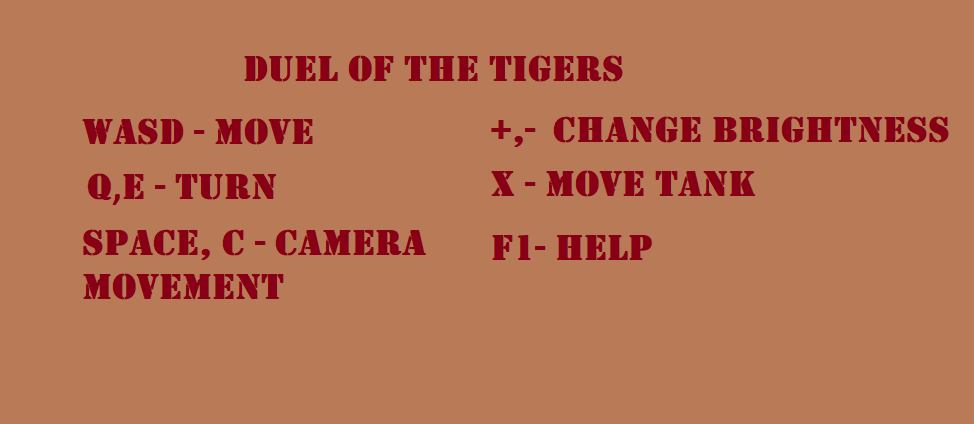 DUEL OF THE TIGERS
WASD - MOVE
Q,E - TURN
SPACE, C - CAMERA
MOVEMENT
+,-  CHANGE BRIGHTNESS
X - MOVE TANK
F1- HELP